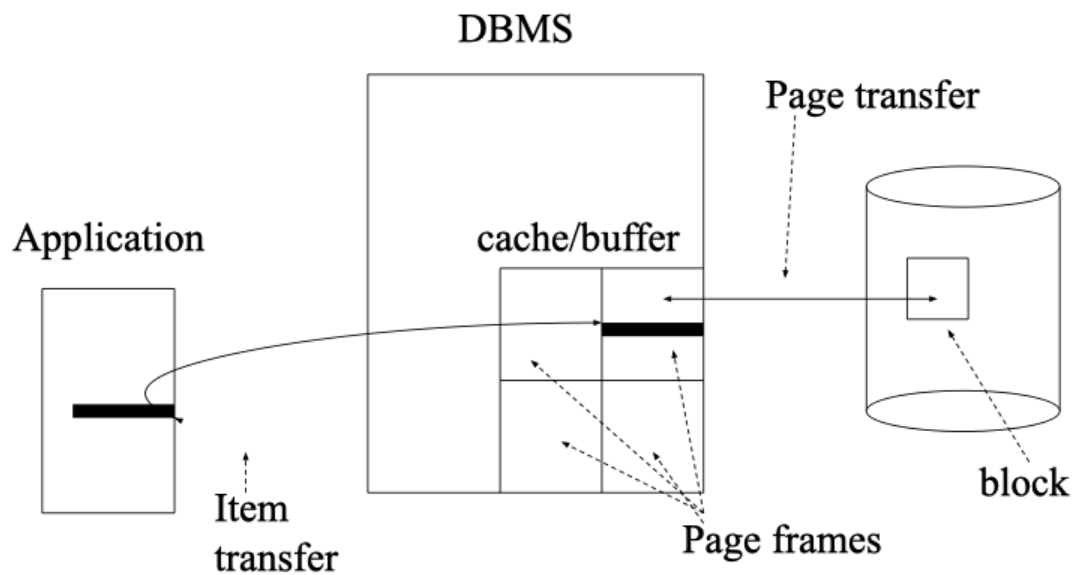 DBMS
Page transfer
Application
cache/buffer
block
Item
transfer
Page frames